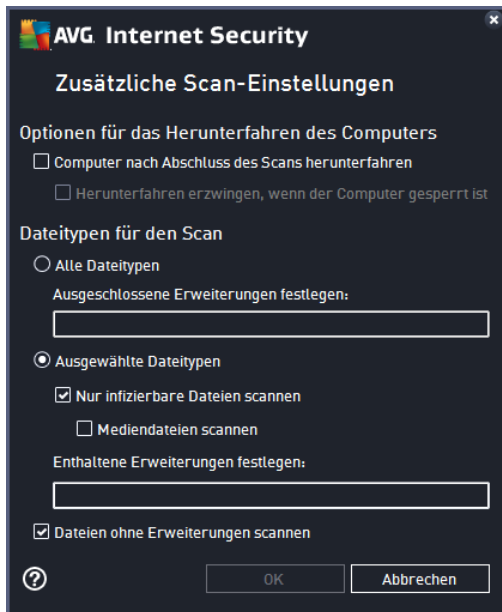 AVG. Internet Security
Zusätzliche Scan-Einstellungen
Optionen für das Herunterfahren des Computers
Computer nach Abschluss des Scans herunterfahren
Herunterfahren erzwingen, wenn der Computer gesperrt ist
Dateitypen für den Scan
Alle Dateitypen
Ausgeschlossene Erweiterungen festlegen:
Ausgewählte Dateitypen
Nur infizierbare Dateien scannen
Mediendateien scannen
Enthaltene Erweiterungen festlegen:
Dateien ohne Erweiterungen scannen
? OK Abbrechen